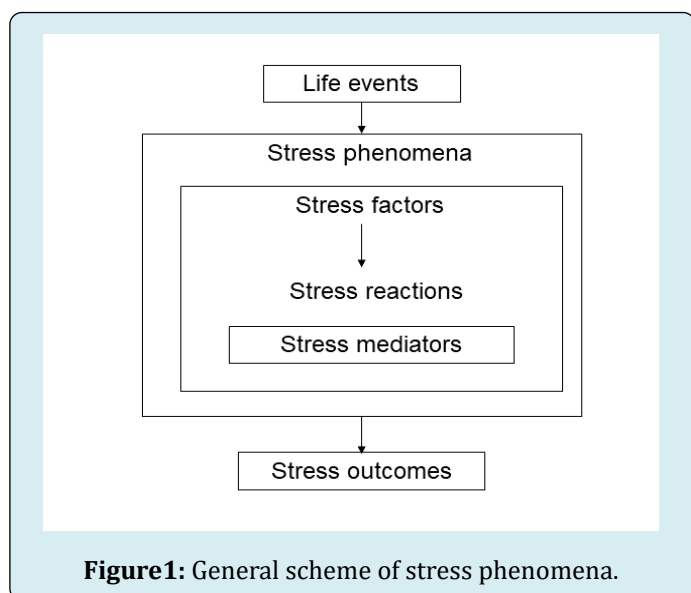 Life events
Stress phenomena
Stress factors
Stress reactions
Stress mediators
Stress outcomes
Figure1: General scheme of stress phenomena.